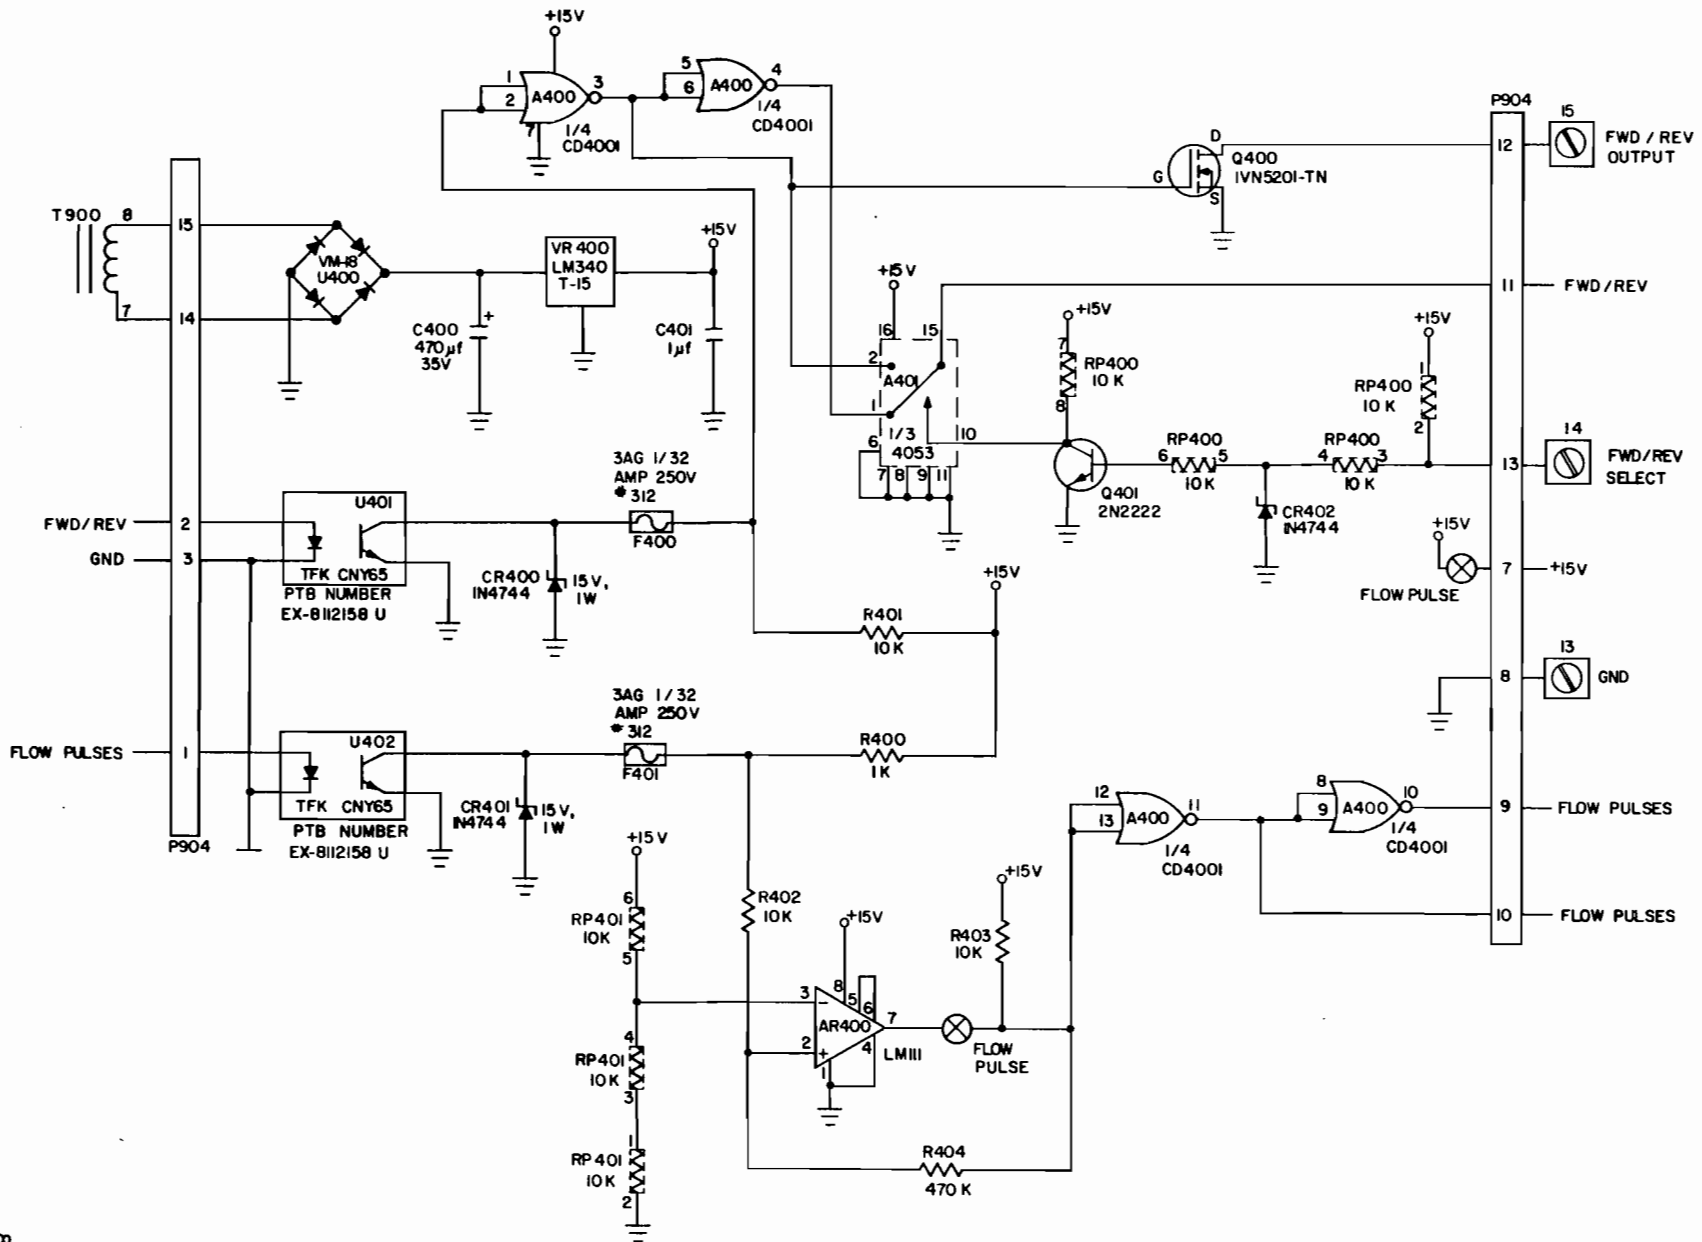 +15V
1
2
A400
3
7
1/4
CD4001
5
6
A400
4
1/4
CD4001
P904
12
15
FWD / REV
OUTPUT
D
G
S
Q400
IVN5201-TN
T900
8
7
15
14
VM-18
U400
C400
470µf
35V
+
VR 400
LM340
T-15
+15V
C401
1µf
+15V
16
15
2
A401
1
1/3
4053
6
7
8
9
11
10
11
FWD/REV
+15V
7
RP400
10 K
8
Q401
2N2222
6
RP400
5
10 K
CR402
IN4744
4
RP400
3
10 K
+15V
1
RP400
10 K
2
13
14
FWD/REV
SELECT
+15V
FLOW PULSE
7
+15V
8
13
GND
FWD/REV
2
GND
3
U401
TFK CNY65
PTB NUMBER
EX-8112158 U
CR400
IN4744
15V,
1W
3AG 1/32
AMP 250V
* 312
F400
R401
10K
+15V
FLOW PULSES
1
P904
U402
TFK CNY65
PTB NUMBER
EX-8112158 U
CR401
IN4744
15V,
1W
3AG 1/32
AMP 250V
* 312
F401
R400
1K
+15V
6
RP401
10K
5
4
RP401
10K
3
1
RP401
10K
2
R402
10K
+15V
3
-
2
+
AR400
8
5
6
7
4
1
LM111
FLOW
PULSE
+15V
R403
10K
R404
470 K
12
13
A400
11
1/4
CD4001
8
9
A400
10
1/4
CD4001
9
FLOW PULSES
10
FLOW PULSES